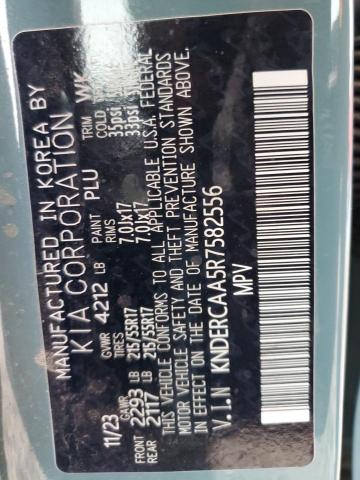 MANUFACTURED IN KOREA BY
KIA CORPORATION
11/23 GVWR 4212 LB PAINT PLU TRIM WK
GAWR TIRES RIMS COLD
FRONT 2293 LB 215/55R17 7.0JX17 35psi
REAR 2117 LB 215/55R17 7.0JX17 33psi
THIS VEHICLE CONFORMS TO ALL APPLICABLE U.S.A. FEDERAL
MOTOR VEHICLE SAFETY AND THEFT PREVENTION STANDARDS
IN EFFECT ON THE DATE OF MANUFACTURE SHOWN ABOVE.
V.I.N KNDERCAA5R7582556
MPV